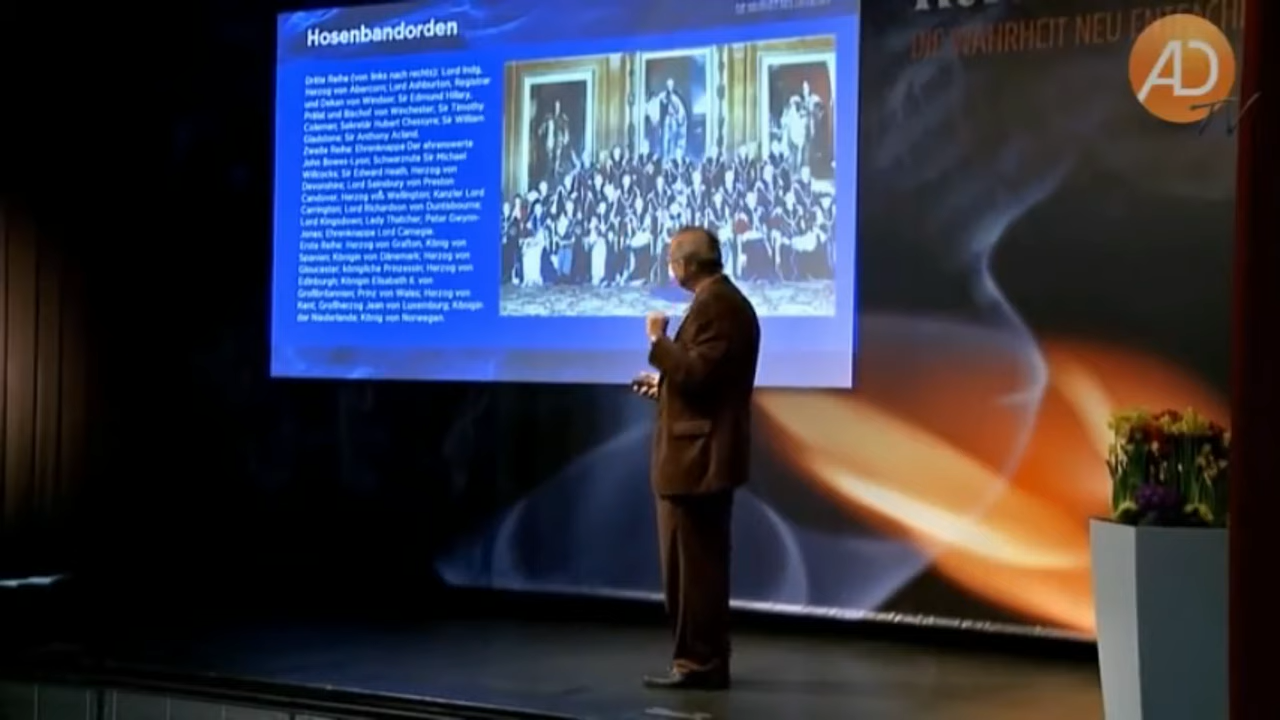 Hosenbandorden
Dritte Reihe (von links nach rechts): Lord Ingg,
Herzog von Abercorn; Lord Ashburton, Registrar
und Dekan von Windsor; Sir Edmund Hillary,
Prälat und Bischof von Winchester; Sir Timothy
Colemen; Sekretär Hubert Chessyre; Sir William
Gladstone; Sir Anthony Acland.
Zweite Reihe: Ehrenknappe Der ehrenswerte
John Bowes-Lyon; Schwarzrute Sir Michael
Willcocks; Sir Edward Heath, Herzog von
Devonshire; Lord Sainsbury von Preston
Candover, Herzog von Wellington; Kanzler Lord
Carrington; Lord Richardson von Duntisbourne;
Lord Kingsdown; Lady Thatcher; Peter Gwynn-
Jones; Ehrenknappe Lord Carnegie.
Erste Reihe: Herzog von Grafton, König von
Spanien; Königin von Dänemark; Herzog von
Gloucester; königliche Prinzessin; Herzog von
Edinburgh; Königin Elisabeth II. von
Großbritannien; Prinz von Wales; Herzog von
Kent, Großherzog Jean von Luxemburg; Königin
der Niederlande; König von Norwegen.
DIE WAHRHEIT NEU
AD
TV